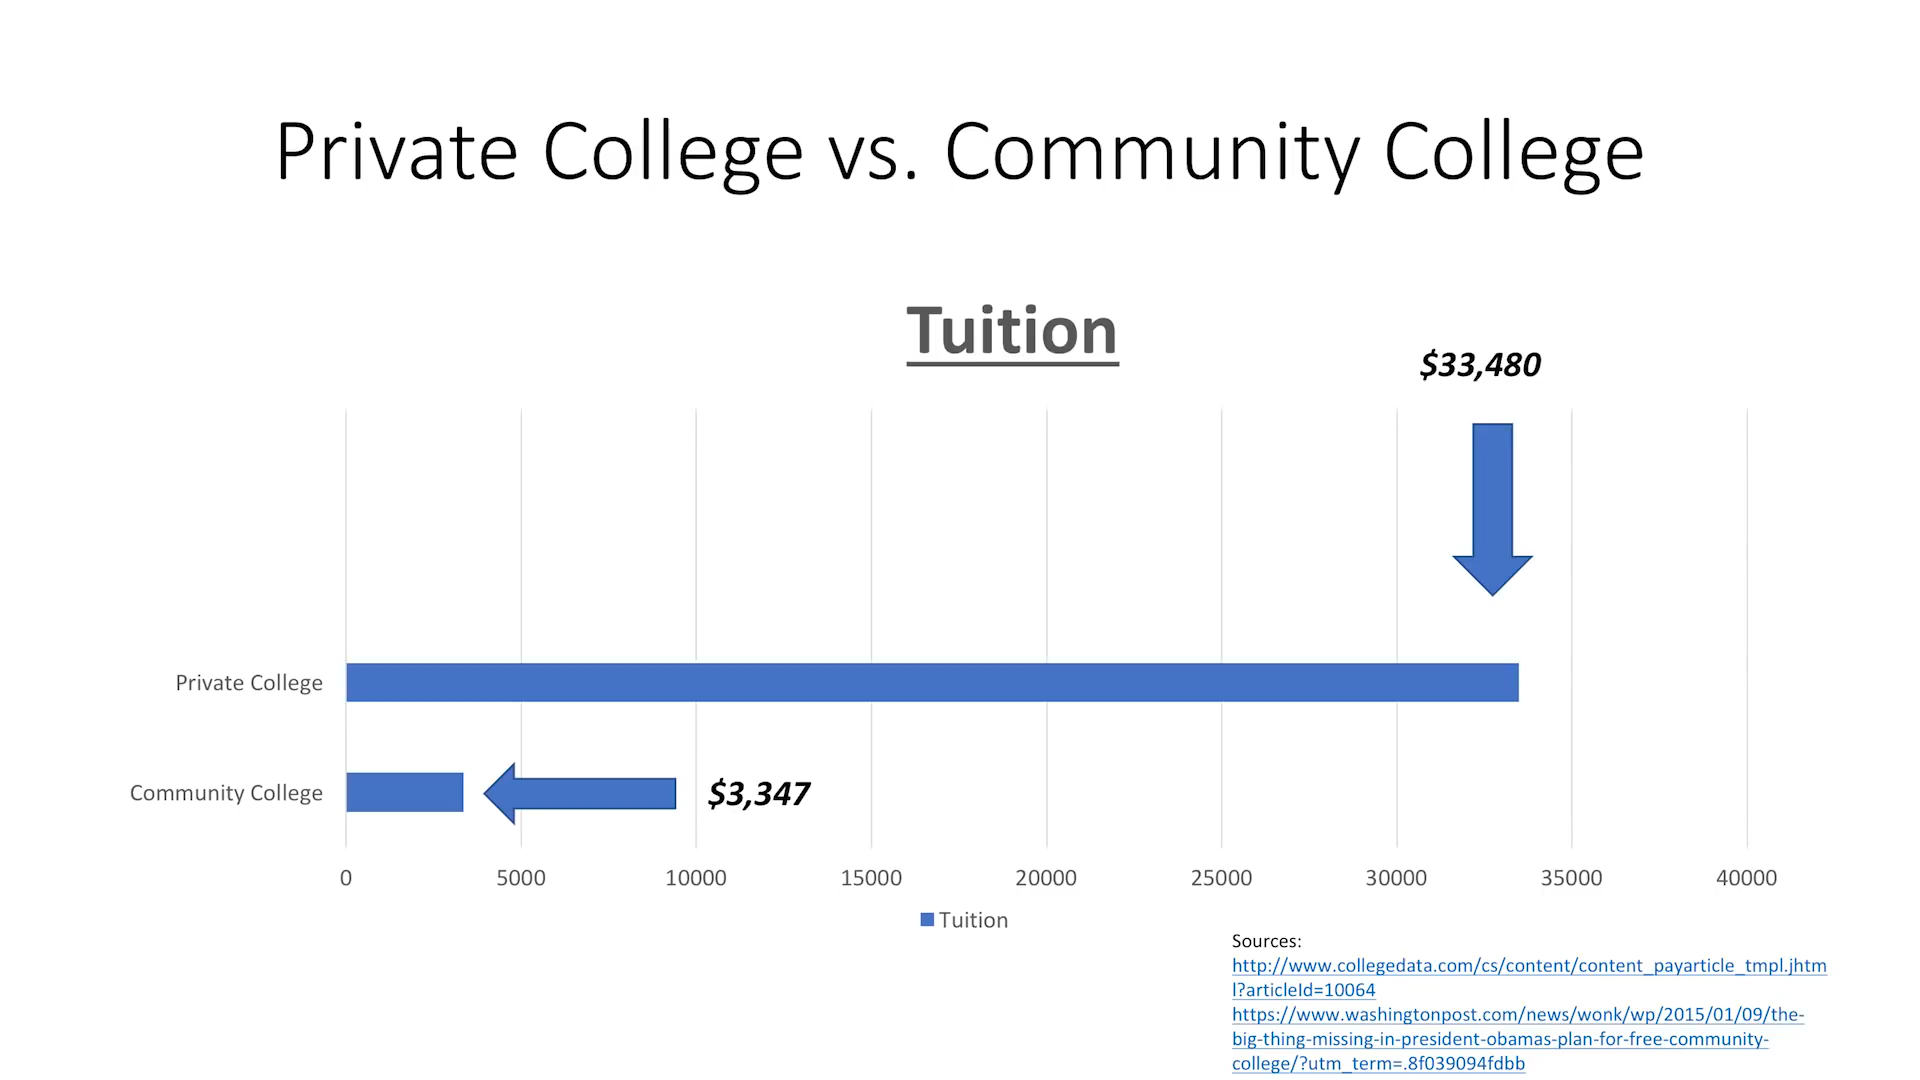 Private College vs. Community College
Tuition
$33,480
Private College
Community College
$3,347
0 5000 10000 15000 20000 25000 30000 35000 40000
Tuition
Sources:
http://www.collegedata.com/cs/content/content_payarticle_tmpl.jhtm
l?articleId=10064
https://www.washingtonpost.com/news/wonk/wp/2015/01/09/the-
big-thing-missing-in-president-obamas-plan-for-free-community-
college/?utm_term=.8f039094fdbb